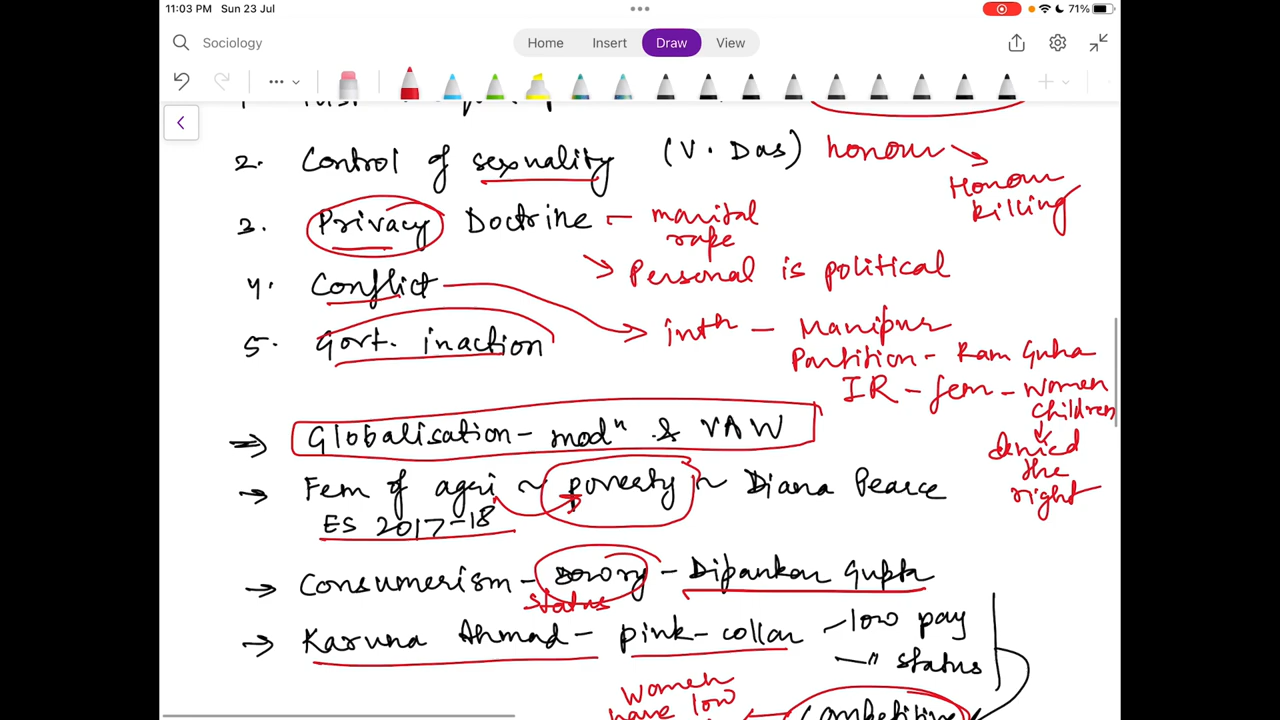 11:03 PM Sun 23 Jul
71%
Sociology
Home Insert Draw View
2. Control of sexuality (V. Das) honour
Honour
killing
3. Privacy Doctrine - marital
rape
Personal is political
4. Conflict
inth - Manipur
Partition - Ram Guha
IR - fem - women
children
denied
the
right
5. Govt. inaction
Globalisation - modn & VAW
Fem of agri ~ poverty ~ Diana Pearce
ES 2017-18
Consumerism - dowry - Dipankar Gupta
status
Karuna Ahmad - pink-collar - low pay
- " status
women
have low
competitive